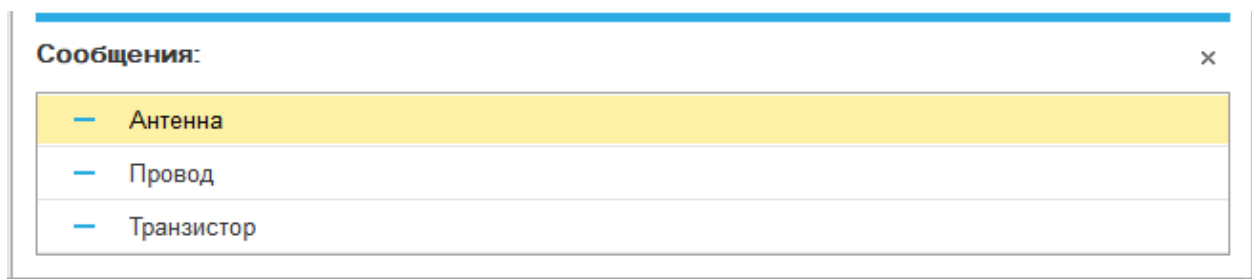 Сообщения:
Антенна
Провод
Транзистор